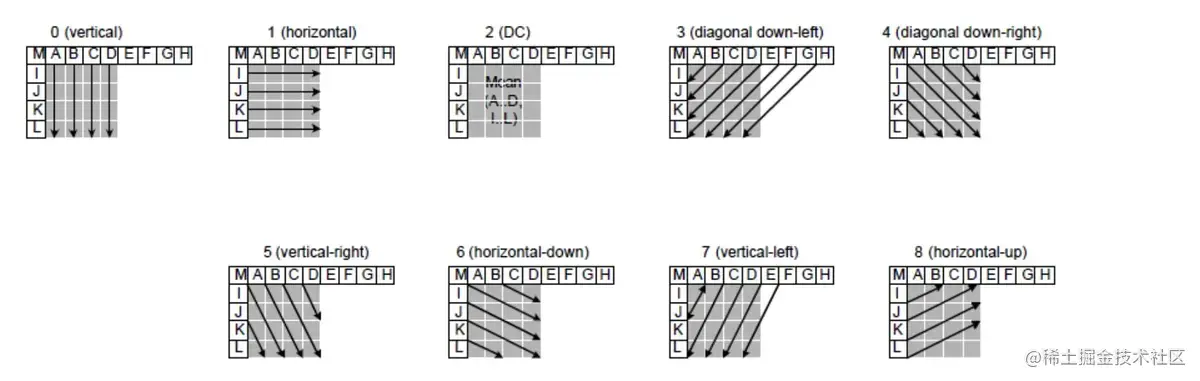 0 (vertical)
M A B C D E F G H
I
J
K
L
1 (horizontal)
M A B C D E F G H
I
J
K
L
2 (DC)
M A B C D E F G H
I
J
K
L
Mean
(A..D,
I..L)
3 (diagonal down-left)
M A B C D E F G H
I
J
K
L
4 (diagonal down-right)
M A B C D E F G H
I
J
K
L
5 (vertical-right)
M A B C D E F G H
I
J
K
L
6 (horizontal-down)
M A B C D E F G H
I
J
K
L
7 (vertical-left)
M A B C D E F G H
I
J
K
L
8 (horizontal-up)
M A B C D E F G H
I
J
K
L
@稀土掘金技术社区